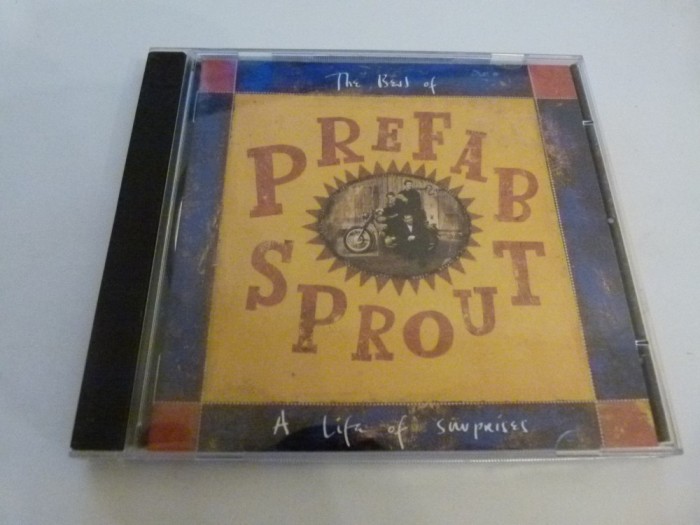 The Best of
PREFAB
SPROUT
A Life of Surprises